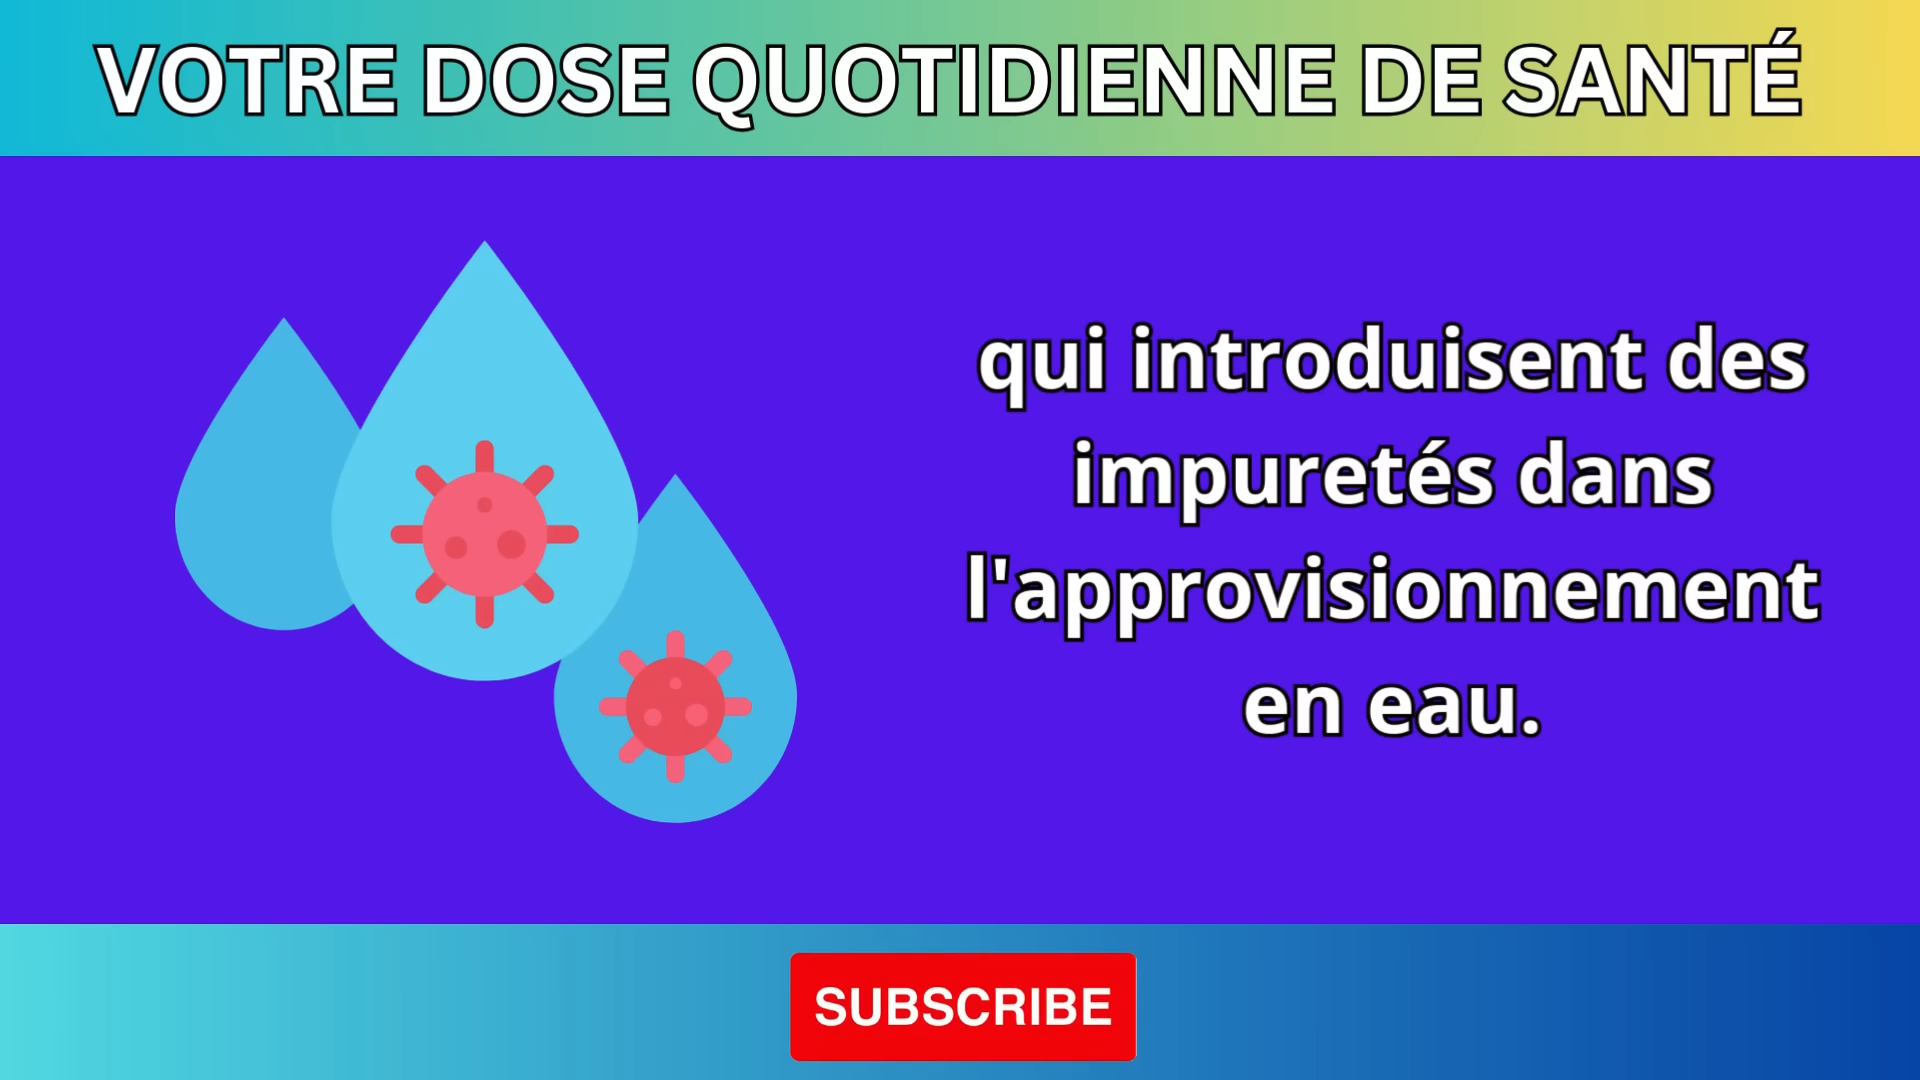 VOTRE DOSE QUOTIDIENNE DE SANTÉ
qui introduisent des
impuretés dans
l'approvisionnement
en eau.
SUBSCRIBE